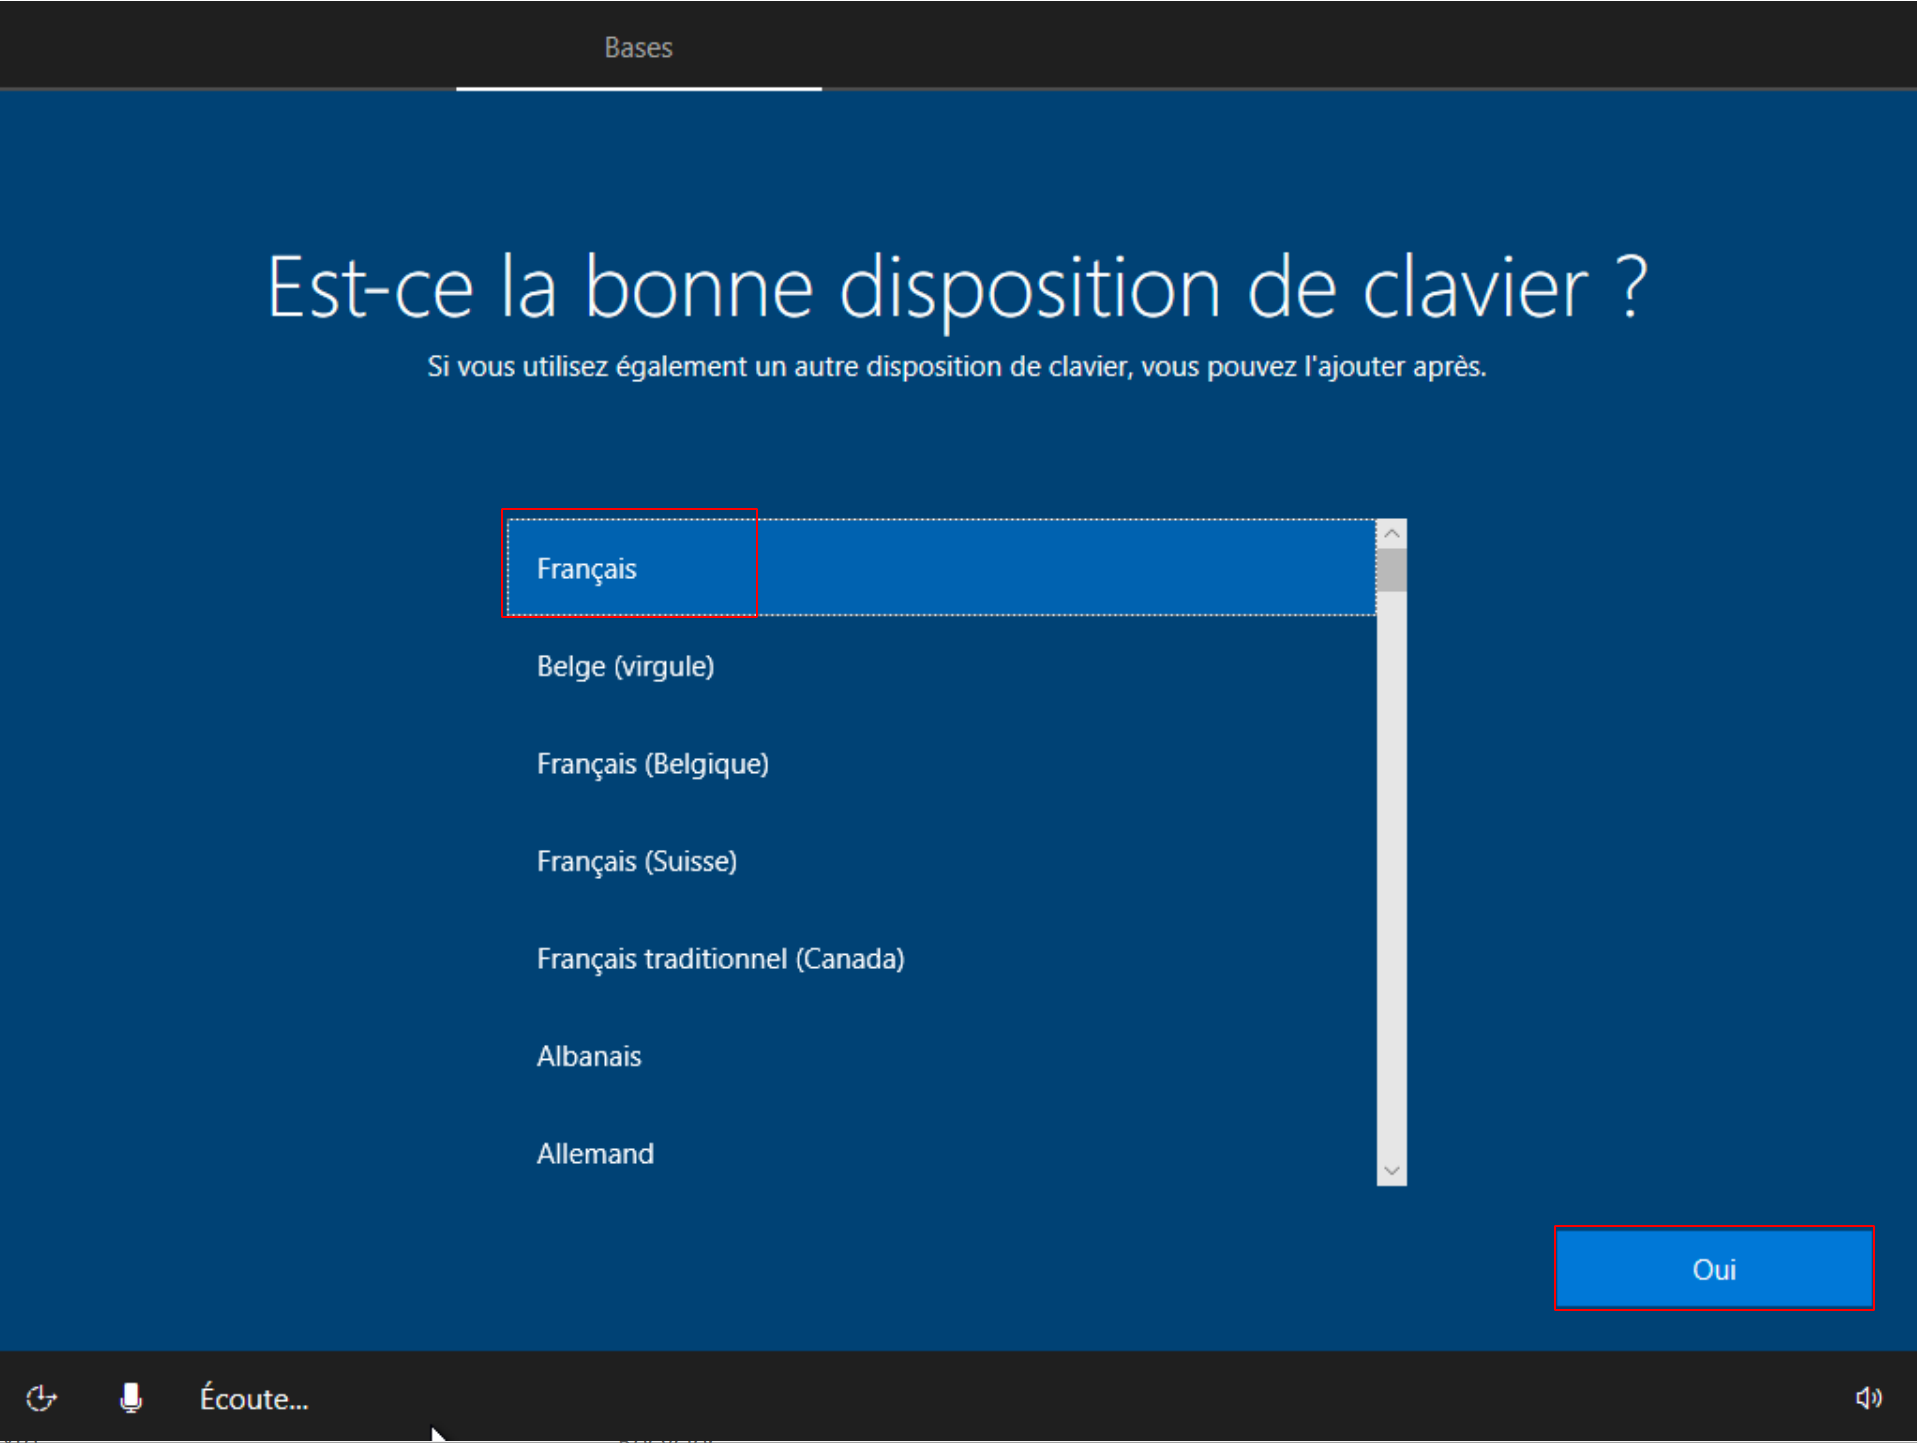 Bases
Est-ce la bonne disposition de clavier ?
Si vous utilisez également un autre disposition de clavier, vous pouvez l'ajouter après.
Français
Belge (virgule)
Français (Belgique)
Français (Suisse)
Français traditionnel (Canada)
Albanais
Allemand
Oui
Écoute...